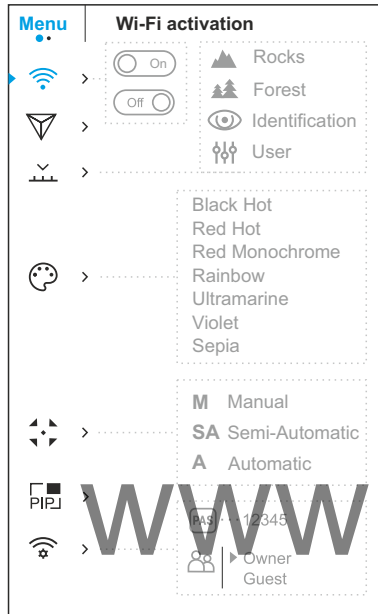 Menu Wi-Fi activation
On
Off
Rocks
Forest
Identification
User
Black Hot
Red Hot
Red Monochrome
Rainbow
Ultramarine
Violet
Sepia
M Manual
SA Semi-Automatic
A Automatic
PIP
WWW
PAS 12345
Owner
Guest